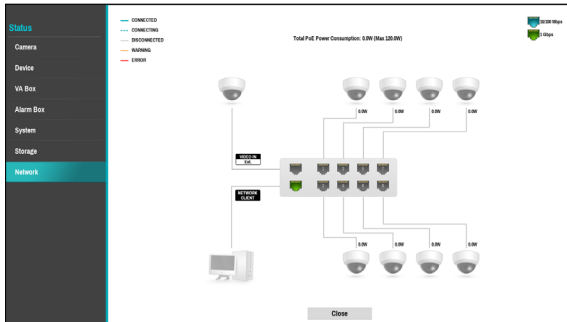 Status
Camera
Device
VA Box
Alarm Box
System
Storage
Network
CONNECTED
CONNECTING
DISCONNECTED
WARNING
ERROR
Total PoE Power Consumption: 0.0W (Max 120.0W)
10/100 Mbps
1 Gbps
0.0W 0.0W 0.0W 0.0W
VIDEO IN
Ext.
NETWORK
CLIENT
0.0W 0.0W 0.0W 0.0W
Close